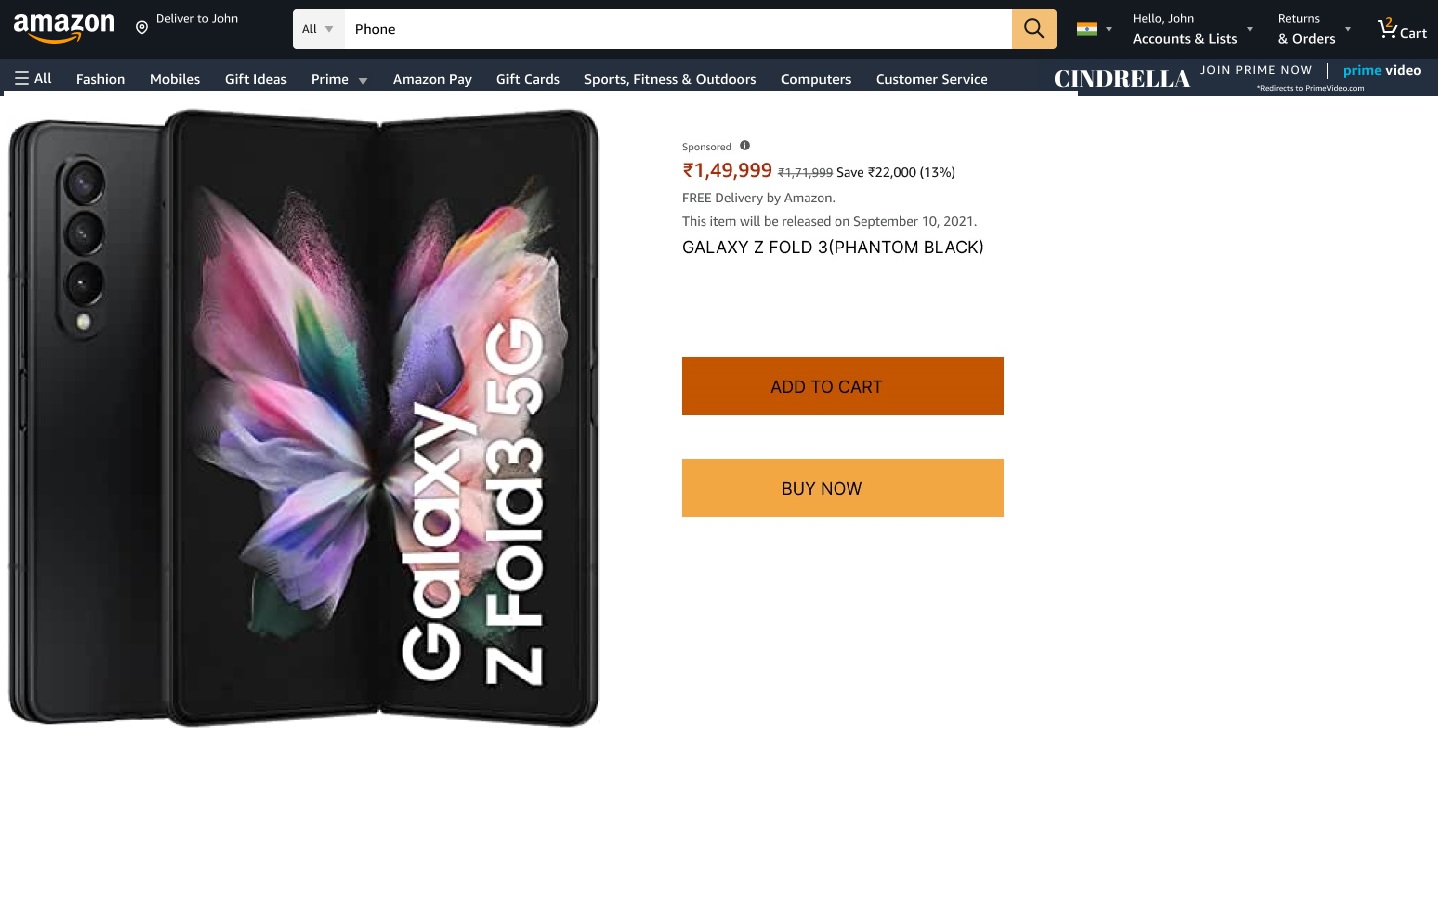 amazon
Deliver to John
All
Phone
Hello, John
Accounts & Lists
Returns
& Orders
2
Cart
All
Fashion
Mobiles
Gift Ideas
Prime
Amazon Pay
Gift Cards
Sports, Fitness & Outdoors
Computers
Customer Service
CINDRELLA
JOIN PRIME NOW
prime video
*Redirects to PrimeVideo.com
Galaxy
Z Fold3 5G
Sponsored
₹1,49,999 ₹1,71,999 Save ₹22,000 (13%)
FREE Delivery by Amazon.
This item will be released on September 10, 2021.
GALAXY Z FOLD 3(PHANTOM BLACK)
ADD TO CART
BUY NOW